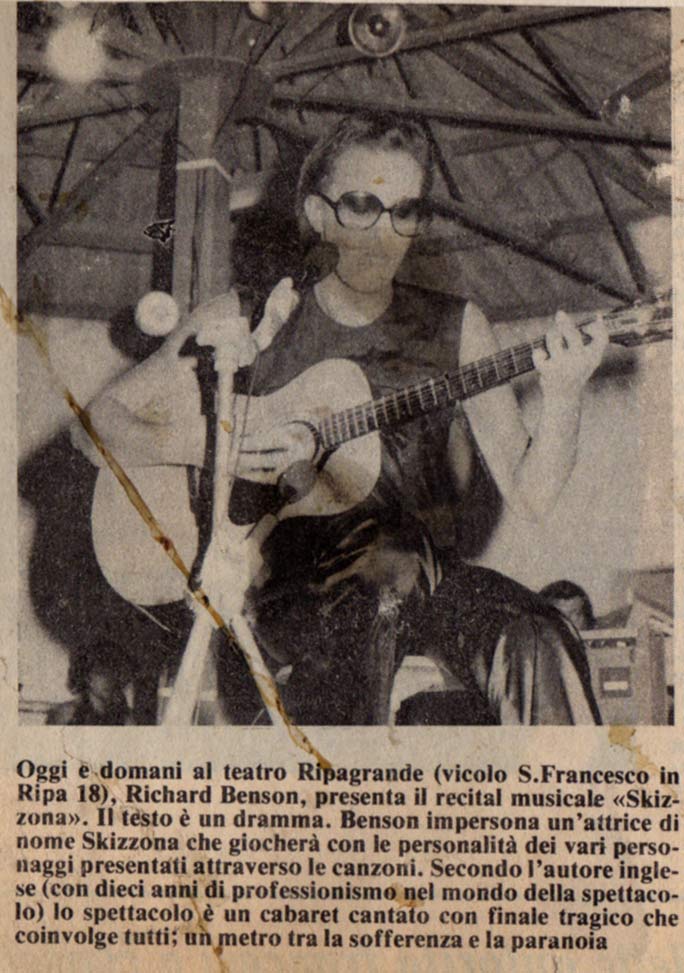 Oggi e domani al teatro Ripagrande (vicolo S.Francesco in
Ripa 18), Richard Benson, presenta il recital musicale «Skiz-
zona». Il testo è un dramma. Benson impersona un'attrice di
nome Skizzona che giocherà con le personalità dei vari perso-
naggi presentati attraverso le canzoni. Secondo l'autore ingle-
se (con dieci anni di professionismo nel mondo della spettaco-
lo) lo spettacolo è un cabaret cantato con finale tragico che
coinvolge tutti; un metro tra la sofferenza e la paranoia